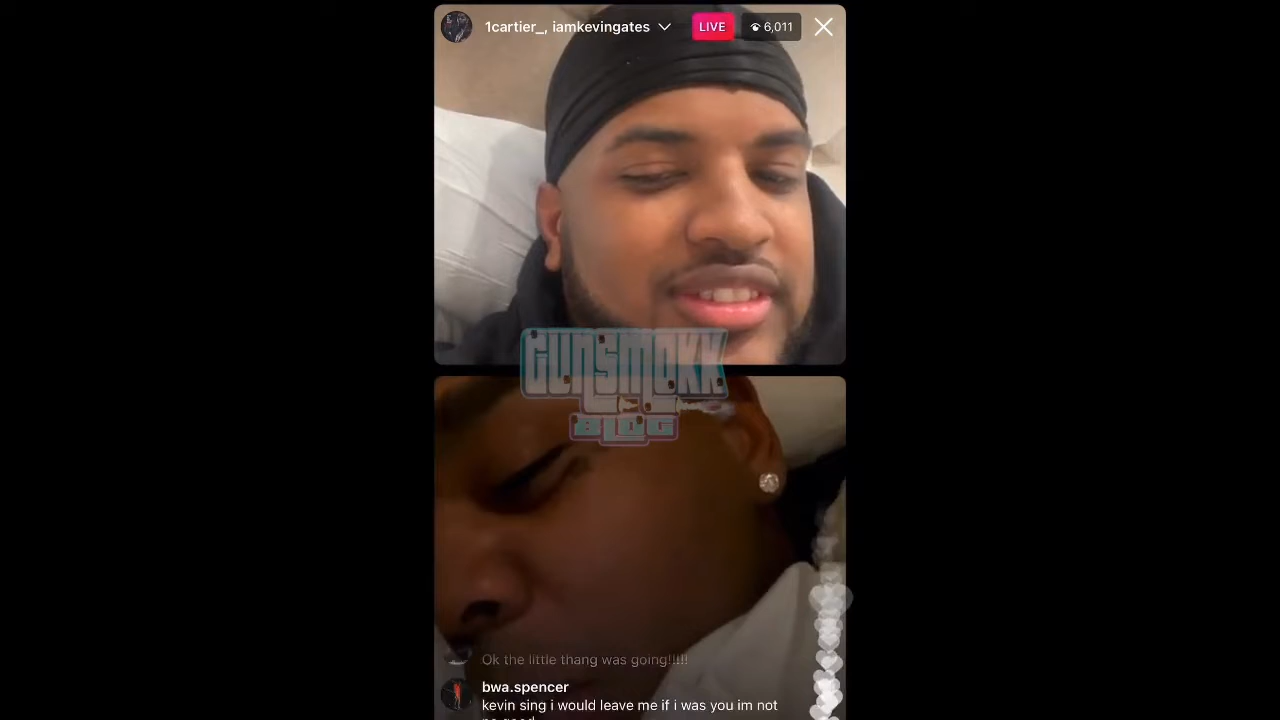 1cartier_, iamkevingates
LIVE
6,011
GUNSMOKK
BLOG
Ok the little thang was going!!!!!
bwa.spencer
kevin sing i would leave me if i was you im not